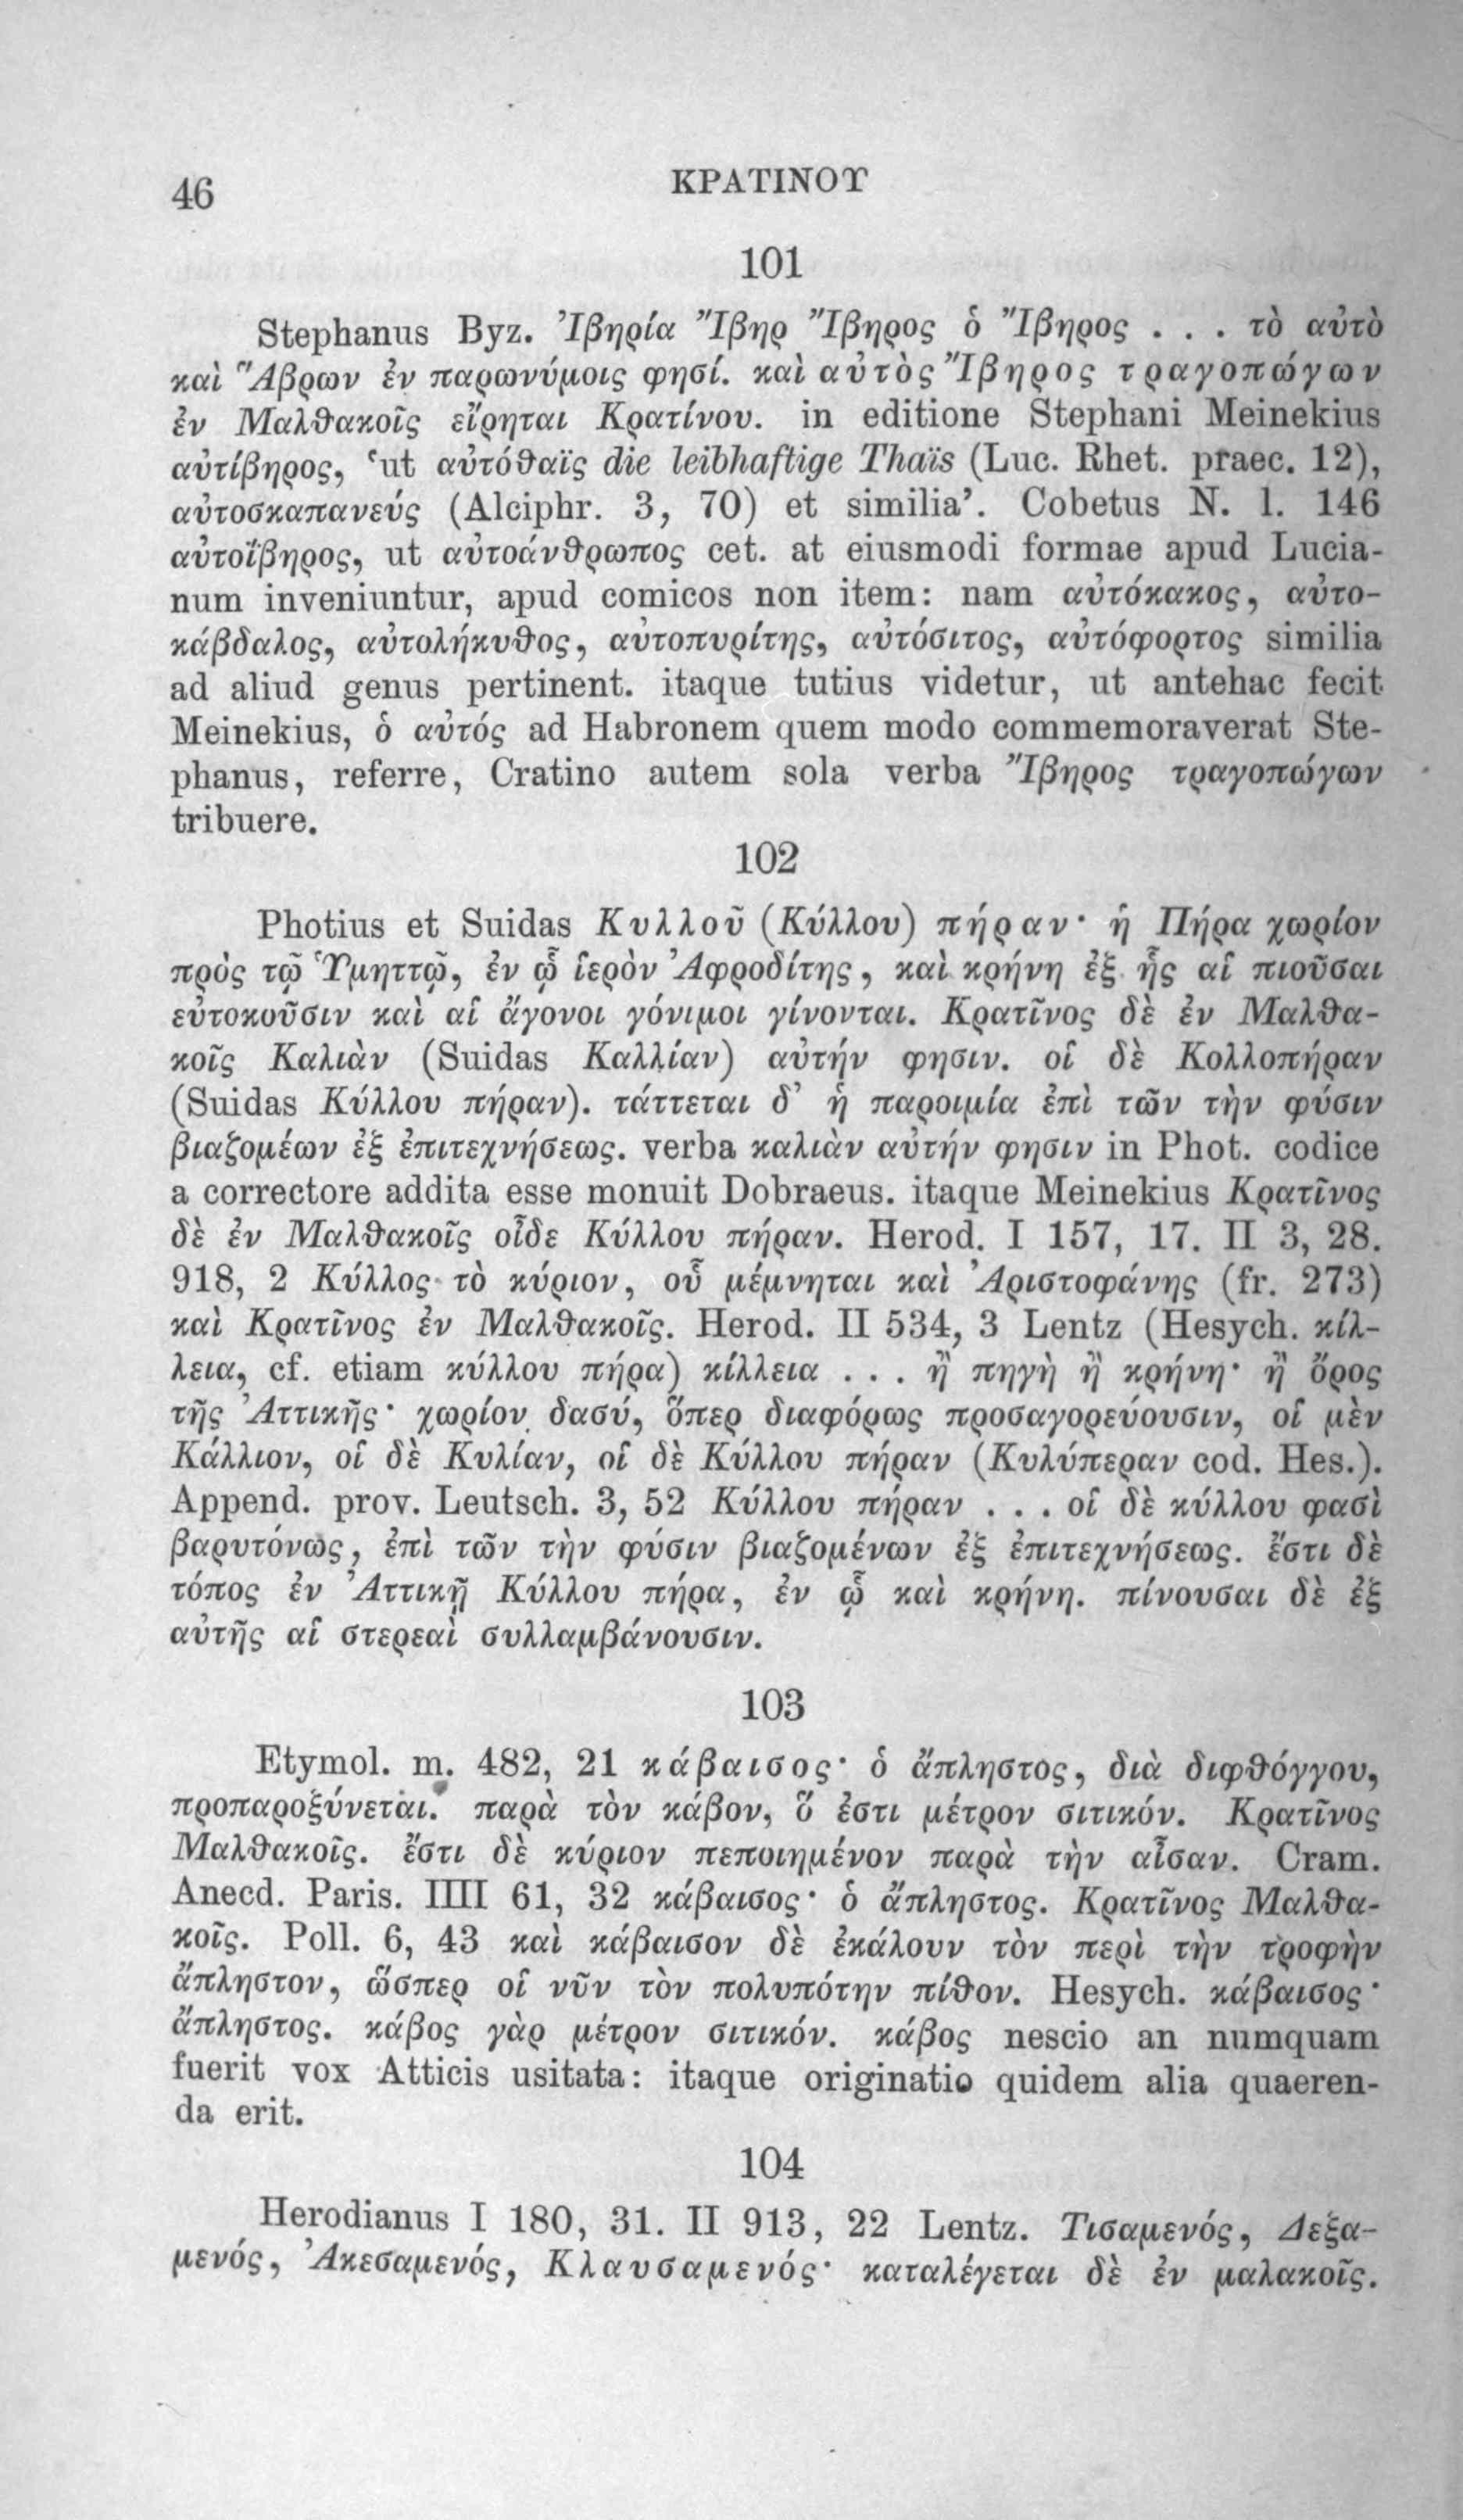 46
ΚΡΑΤΙΝΟΥ
101
Stephanus Byz. Ἰβηρία Ἴβηρ Ἴβηρος ὁ Ἴβηρος . . . τὸ αὐτὸ
καὶ Ἅβρων ἐν παρωνύμοις φησί. καὶ αὐτὸς Ἴβηρος τραγοπώγων
ἐν Μαλθακοῖς εἴρηται Κρατίνου. in editione Stephani Meinekius
αὐτίβηρος, ‘ut αὐτόθαϊς die leibhaftige Thaïs (Luc. Rhet. praec. 12),
αὐτοσκαπανεύς (Alciphr. 3, 70) et similia’. Cobetus N. l. 146
αὐτοΐβηρος, ut αὐτοάνθρωπος cet. at eiusmodi formae apud Lucia-
num inveniuntur, apud comicos non item: nam αὐτόκακος, αὐτο-
κάβδαλος, αὐτολήκυθος, αὐτοπυρίτης, αὐτόσιτος, αὐτόφορτος similia
ad aliud genus pertinent. itaque tutius videtur, ut antehac fecit
Meinekius, ὁ αὐτός ad Habronem quem modo commemoraverat Ste-
phanus, referre, Cratino autem sola verba Ἴβηρος τραγοπώγων
tribuere.
102
Photius et Suidas Κυλλοῦ (Κύλλου) πήραν· ἡ Πήρα χωρίον
πρὸς τῷ Ὑμηττῷ, ἐν ᾧ ἱερὸν Ἀφροδίτης, καὶ κρήνη ἐξ ἧς αἱ πιοῦσαι
εὐτοκοῦσιν καὶ αἱ ἄγονοι γόνιμοι γίνονται. Κρατῖνος δὲ ἐν Μαλθα-
κοῖς Καλιὰν (Suidas Καλλίαν) αὐτήν φησιν. οἱ δὲ Κολλοπήραν
(Suidas Κύλλου πήραν). τάττεται δ’ ἡ παροιμία ἐπὶ τῶν τὴν φύσιν
βιαζομέων ἐξ ἐπιτεχνήσεως. verba καλιὰν αὐτήν φησιν in Phot. codice
a correctore addita esse monuit Dobraeus. itaque Meinekius Κρατῖνος
δὲ ἐν Μαλθακοῖς οἶδε Κύλλου πήραν. Herod. I 157, 17. II 3, 28.
918, 2 Κύλλος τὸ κύριον, οὗ μέμνηται καὶ Ἀριστοφάνης (fr. 273)
καὶ Κρατῖνος ἐν Μαλθακοῖς. Herod. II 534, 3 Lentz (Hesych. κίλ-
λεια, cf. etiam κύλλου πήρα) κίλλεια . . . ἢ πηγὴ ἢ κρήνη· ἢ ὄρος
τῆς Ἀττικῆς· χωρίον δασύ, ὅπερ διαφόρως προσαγορεύουσιν, οἱ μὲν
Κάλλιον, οἱ δὲ Κυλίαν, οἱ δὲ Κύλλου πήραν (Κυλύπεραν cod. Hes.).
Append. prov. Leutsch. 3, 52 Κύλλου πήραν . . . οἱ δὲ κύλλου φασὶ
βαρυτόνως, ἐπὶ τῶν τὴν φύσιν βιαζομένων ἐξ ἐπιτεχνήσεως. ἔστι δὲ
τόπος ἐν Ἀττικῇ Κύλλου πήρα, ἐν ᾧ καὶ κρήνη. πίνουσαι δὲ ἐξ
αὐτῆς αἱ στερεαὶ συλλαμβάνουσιν.
103
Etymol. m. 482, 21 κάβαισος· ὁ ἄπληστος, διὰ διφθόγγου,
προπαροξύνεται. παρὰ τὸν κάβον, ὅ ἐστι μέτρον σιτικόν. Κρατῖνος
Μαλθακοῖς. ἔστι δὲ κύριον πεποιημένον παρὰ τὴν αἶσαν. Cram.
Anecd. Paris. IIII 61, 32 κάβαισος· ὁ ἄπληστος. Κρατῖνος Μαλθα-
κοῖς. Poll. 6, 43 καὶ κάβαισον δὲ ἐκάλουν τὸν περὶ τὴν τροφὴν
ἄπληστον, ὥσπερ οἱ νῦν τὸν πολυπότην πίθον. Hesych. κάβαισος·
ἄπληστος. κάβος γὰρ μέτρον σιτικόν. κάβος nescio an numquam
fuerit vox Atticis usitata: itaque originatio quidem alia quaeren-
da erit.
104
Herodianus I 180, 31. II 913, 22 Lentz. Τισαμενός, Δεξα-
μενός, Ἀκεσαμενός, Κλαυσαμενός· καταλέγεται δὲ ἐν μαλακοῖς.